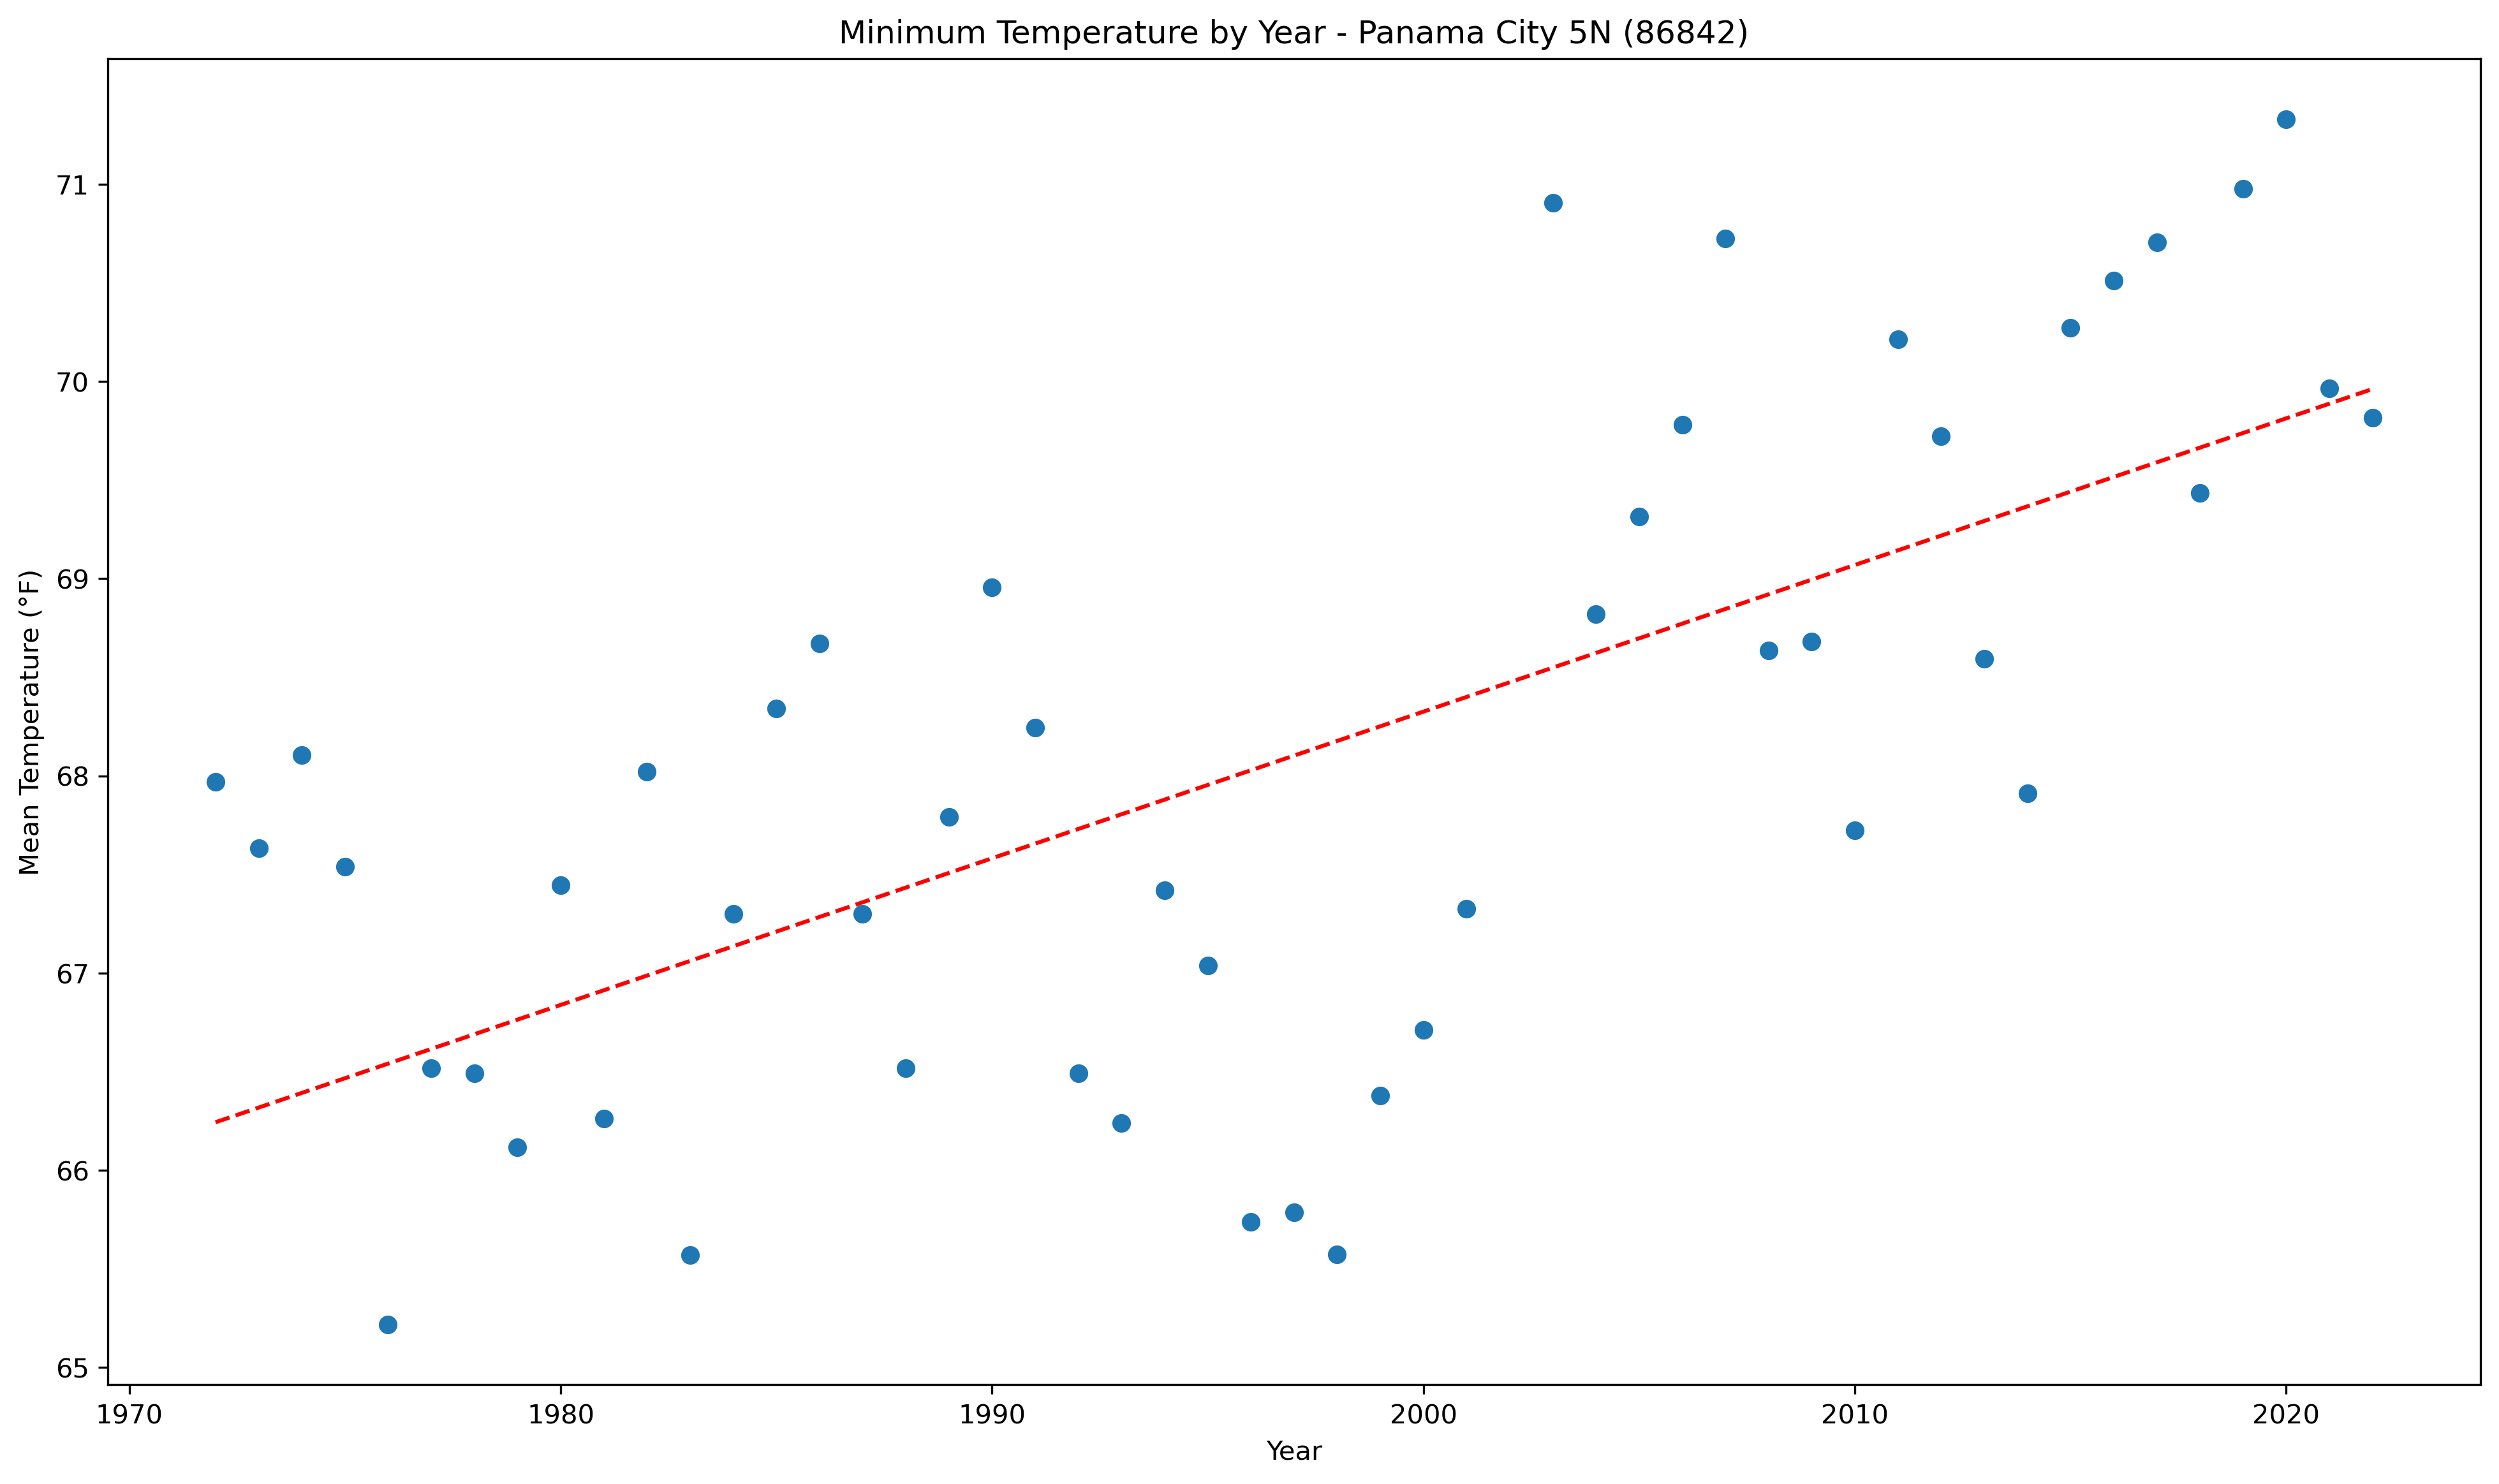 Minimum Temperature by Year - Panama City 5N (86842)
Mean Temperature (°F)
71
70
69
68
67
66
65
1970 1980 1990 2000 2010 2020
Year